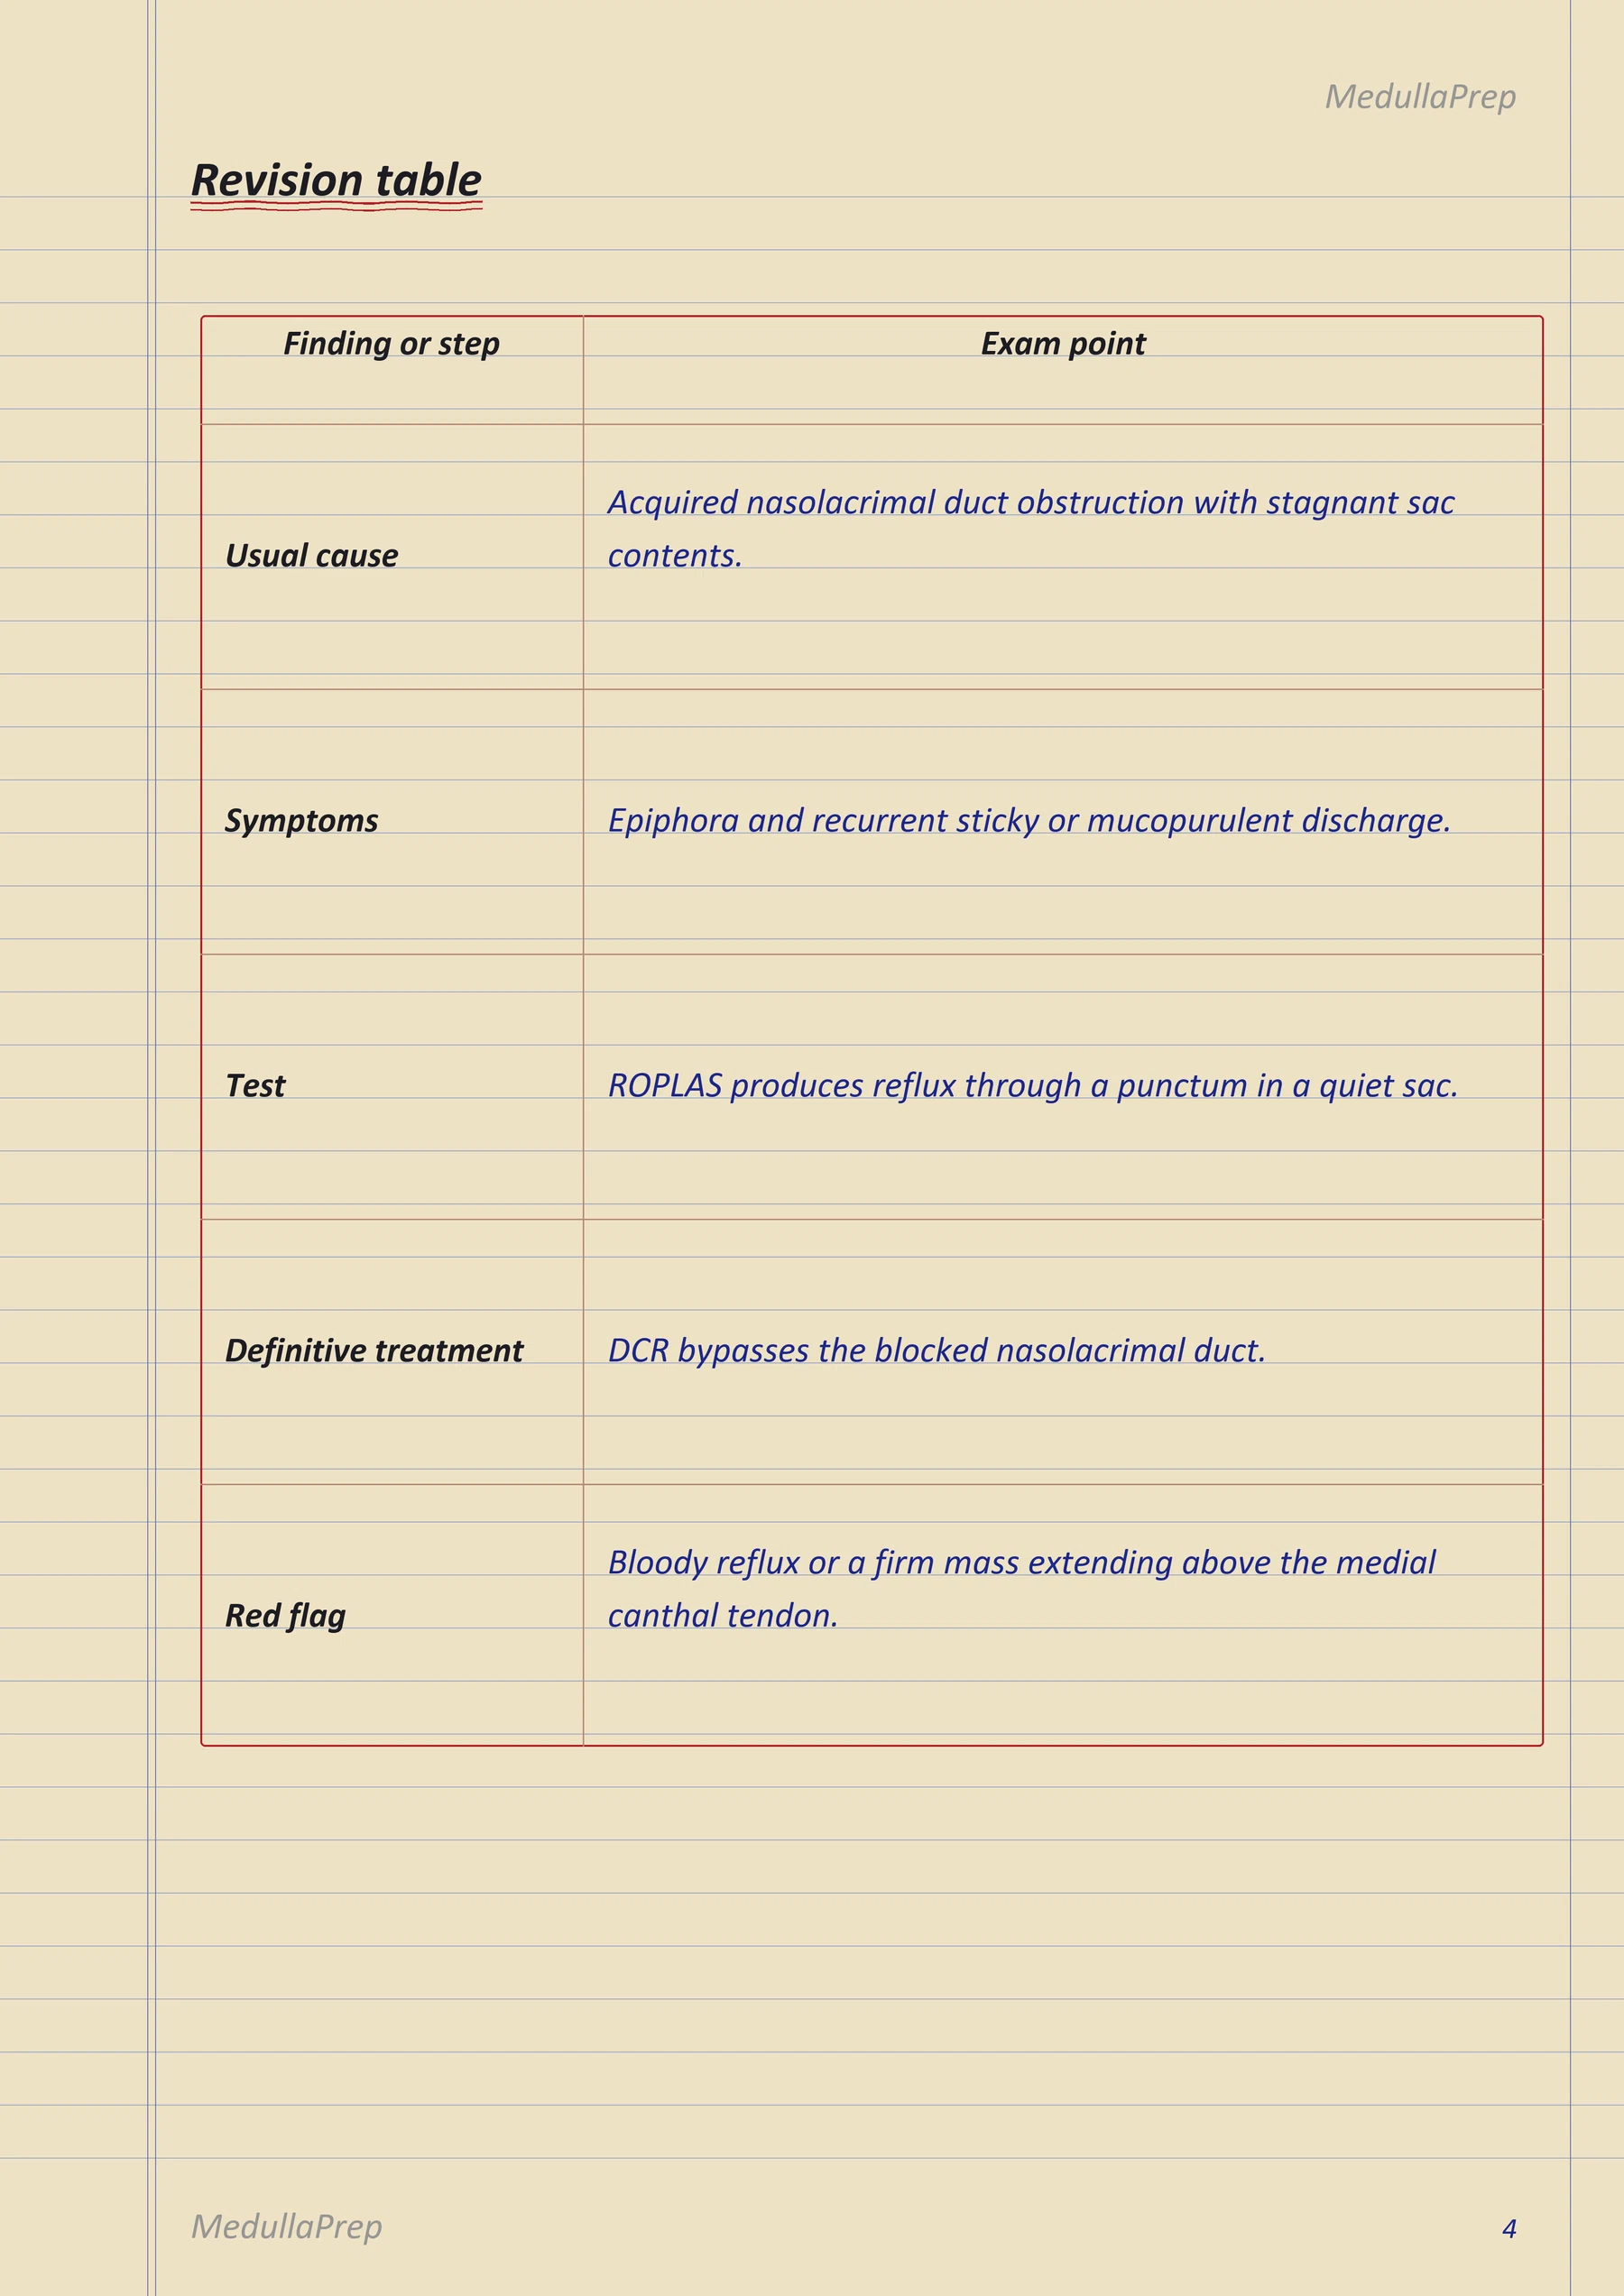 MedullaPrep
Revision table
Finding or step
Exam point
Usual cause
Acquired nasolacrimal duct obstruction with stagnant sac
contents.
Symptoms
Epiphora and recurrent sticky or mucopurulent discharge.
Test
ROPLAS produces reflux through a punctum in a quiet sac.
Definitive treatment
DCR bypasses the blocked nasolacrimal duct.
Red flag
Bloody reflux or a firm mass extending above the medial
canthal tendon.
MedullaPrep
4